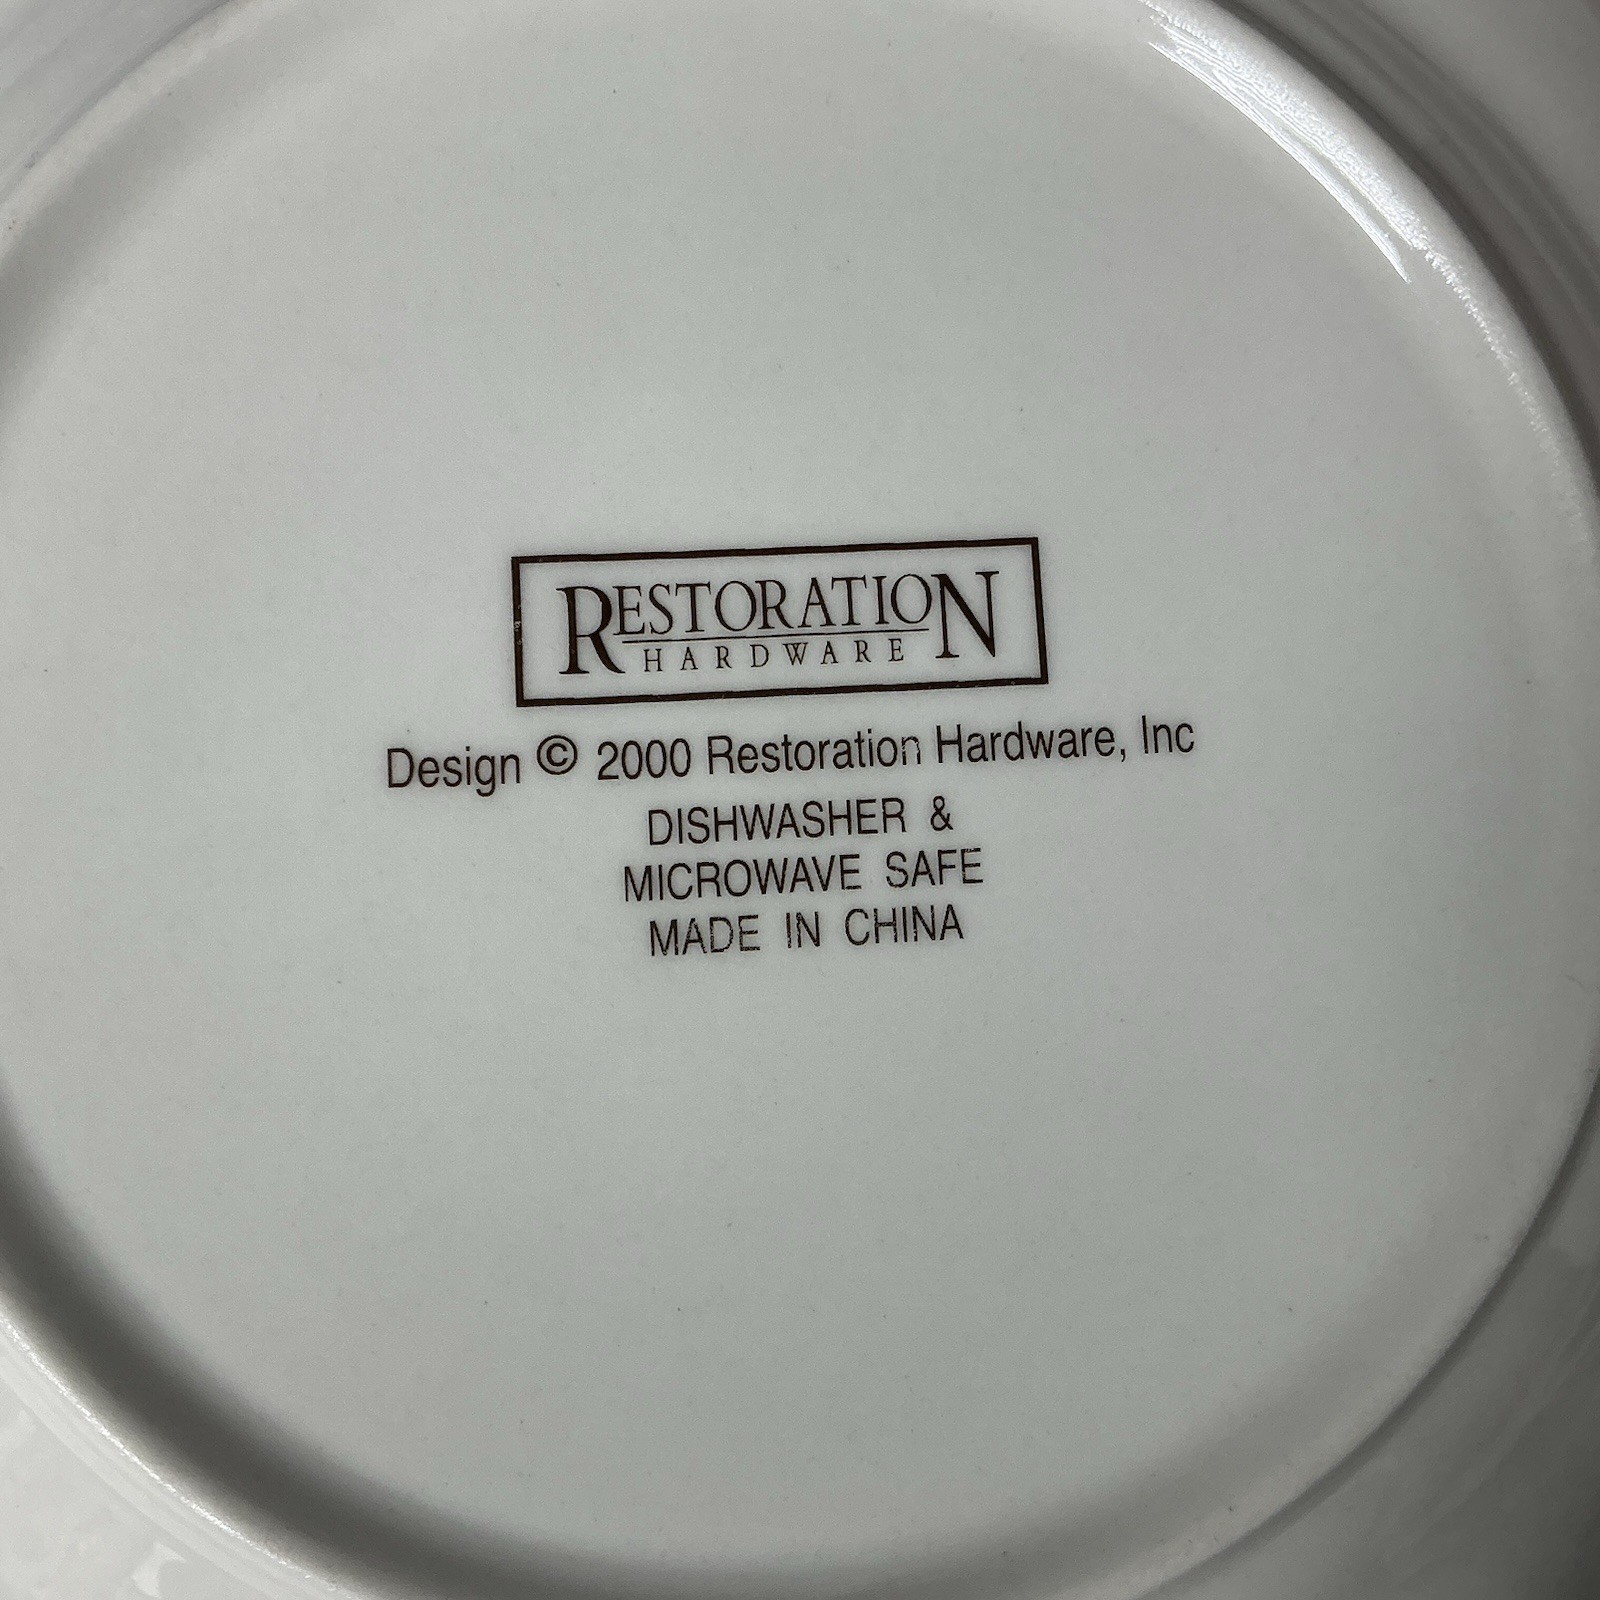 RESTORATION
HARDWARE
Design © 2000 Restoration Hardware, Inc
DISHWASHER &
MICROWAVE SAFE
MADE IN CHINA